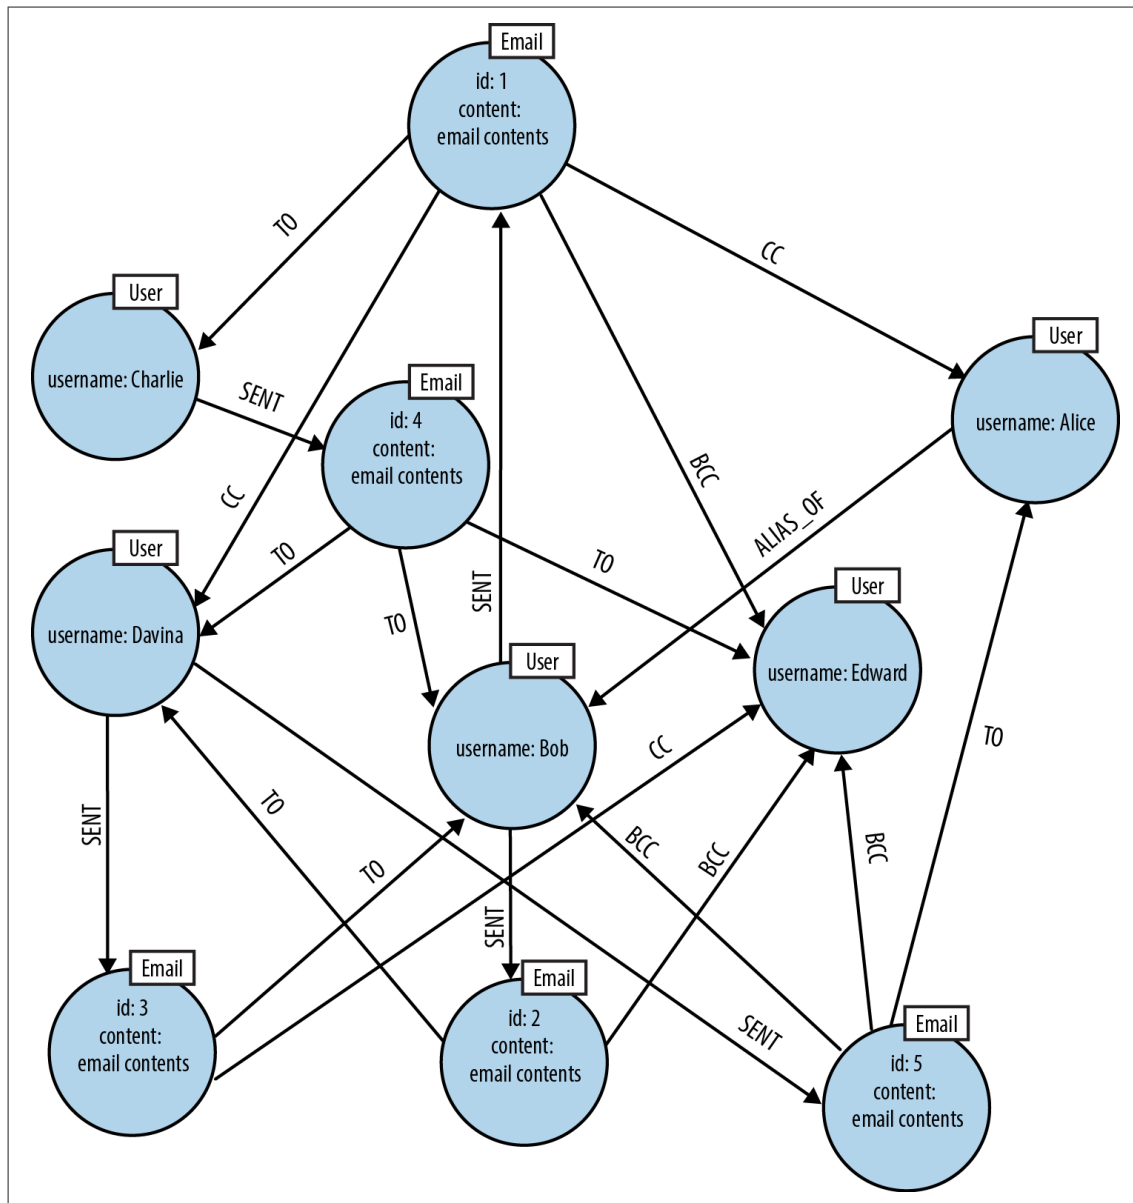 Email
id: 1
content:
email contents
TO
CC
User
username: Charlie
User
username: Alice
SENT
Email
id: 4
content:
email contents
CC
BCC
ALIAS_OF
User
username: Davina
TO
TO
TO
SENT
User
username: Edward
User
username: Bob
CC
TO
SENT
TO
TO
BCC
BCC
BCC
SENT
SENT
Email
id: 3
content:
email contents
Email
id: 2
content:
email contents
Email
id: 5
content:
email contents